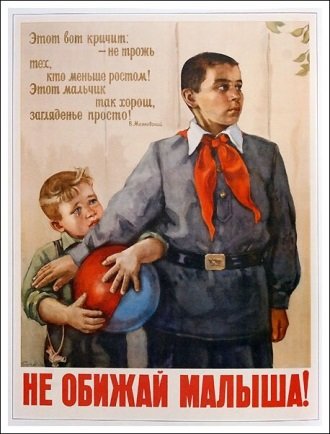 Этот вот кричит:
– не трожь
тех,
кто меньше ростом!
Этот мальчик
так хорош,
загляденье просто!
В. Маяковский
НЕ ОБИЖАЙ МАЛЫША!